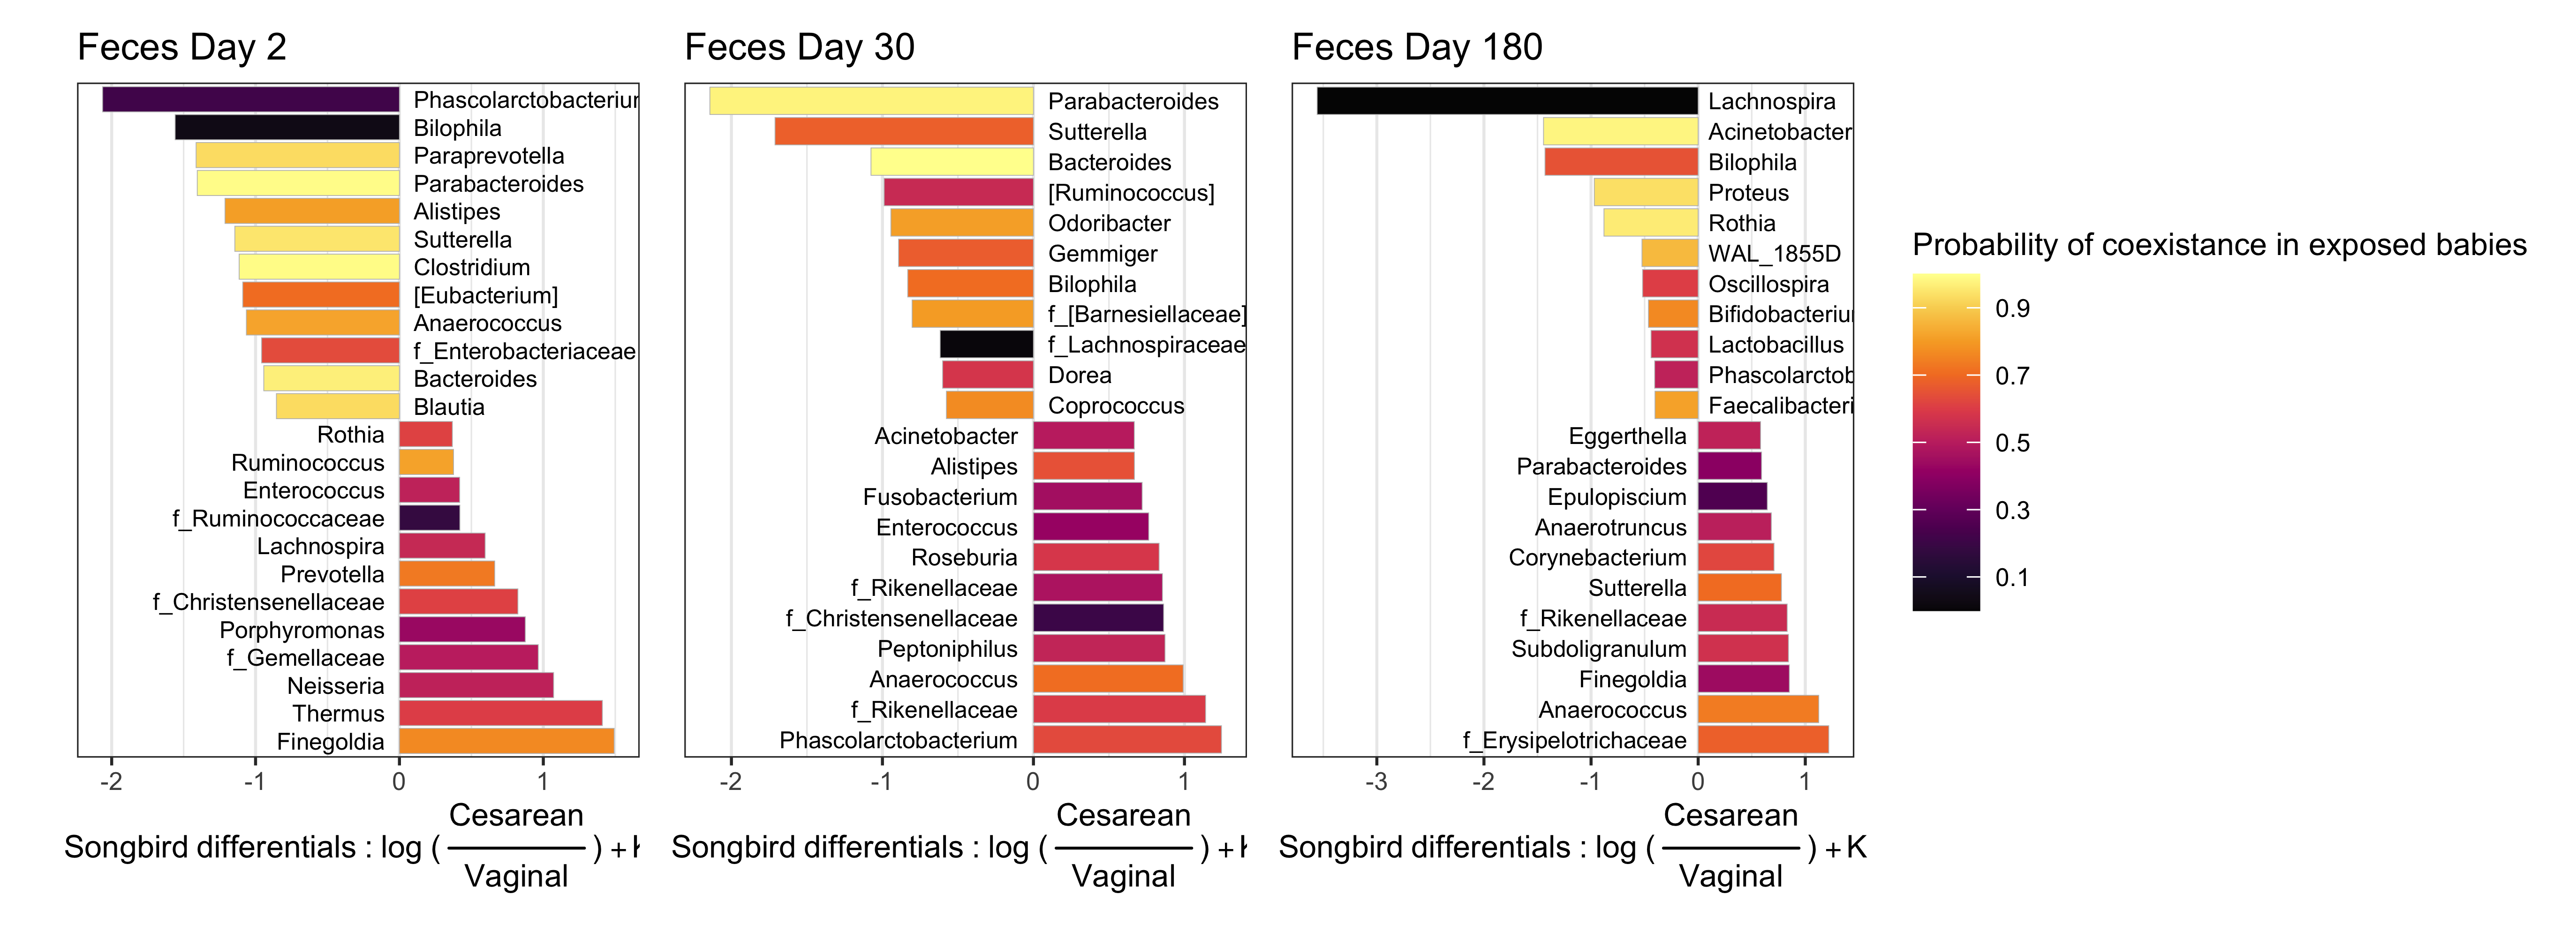 Feces Day 2
Phascolarctobacteriur
Bilophila
Paraprevotella
Parabacteroides
Alistipes
Sutterella
Clostridium
[Eubacterium]
Anaerococcus
f_Enterobacteriaceae
Bacteroides
Blautia
Rothia
Ruminococcus
Enterococcus
f_Ruminococcaceae
Lachnospira
Prevotella
f_Christensenellaceae
Porphyromonas
f_Gemellaceae
Neisseria
Thermus
Finegoldia
-2 -1 0 1
Cesarean
Songbird differentials : log ( ) +
Vaginal
Feces Day 30
Parabacteroides
Sutterella
Bacteroides
[Ruminococcus]
Odoribacter
Gemmiger
Bilophila
f_[Barnesiellaceae]
f_Lachnospiraceae
Dorea
Coprococcus
Acinetobacter
Alistipes
Fusobacterium
Enterococcus
Roseburia
f_Rikenellaceae
f_Christensenellaceae
Peptoniphilus
Anaerococcus
f_Rikenellaceae
Phascolarctobacterium
-2 -1 0 1
Cesarean
Songbird differentials : log ( ) +
Vaginal
Feces Day 180
Lachnospira
Acinetobacter
Bilophila
Proteus
Rothia
WAL_1855D
Oscillospira
Bifidobacteriu
Lactobacillus
Phascolarctob
Faecalibacteri
Eggerthella
Parabacteroides
Epulopiscium
Anaerotruncus
Corynebacterium
Sutterella
f_Rikenellaceae
Subdoligranulum
Finegoldia
Anaerococcus
f_Erysipelotrichaceae
-3 -2 -1 0 1
Cesarean
Songbird differentials : log ( ) + K
Vaginal
Probability of coexistance in exposed babies
0.9
0.7
0.5
0.3
0.1